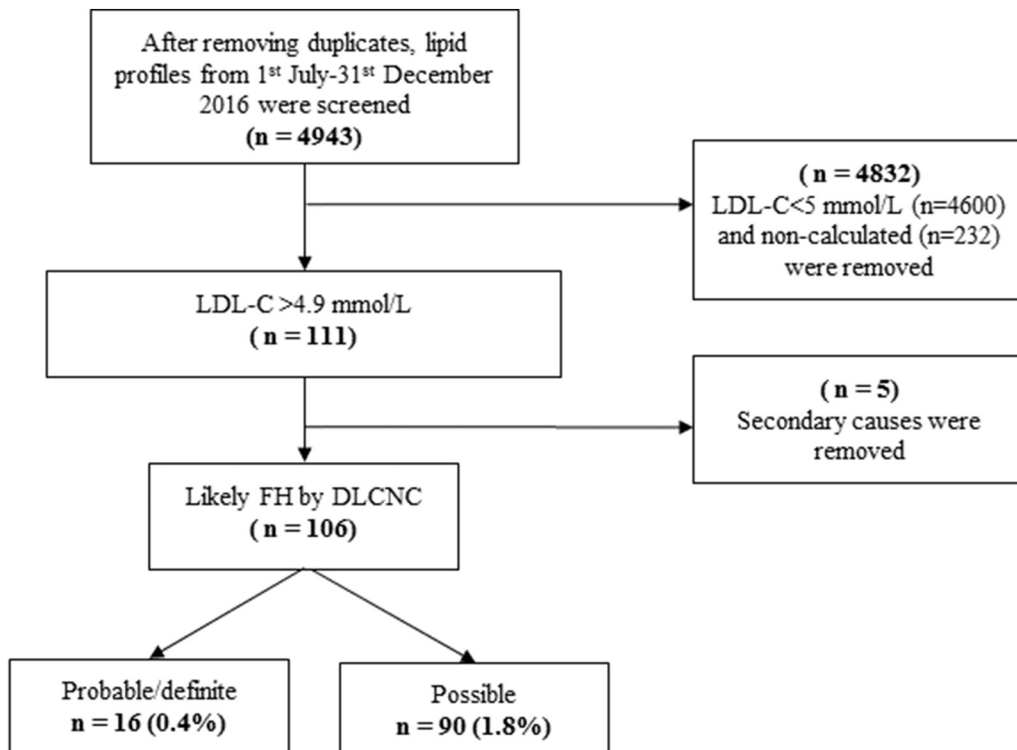 After removing duplicates, lipid
profiles from 1st July-31st December
2016 were screened
(n = 4943)
( n = 4832)
LDL-C<5 mmol/L (n=4600)
and non-calculated (n=232)
were removed
LDL-C >4.9 mmol/L
( n = 111)
( n = 5)
Secondary causes were
removed
Likely FH by DLCNC
( n = 106)
Probable/definite
n = 16 (0.4%)
Possible
n = 90 (1.8%)